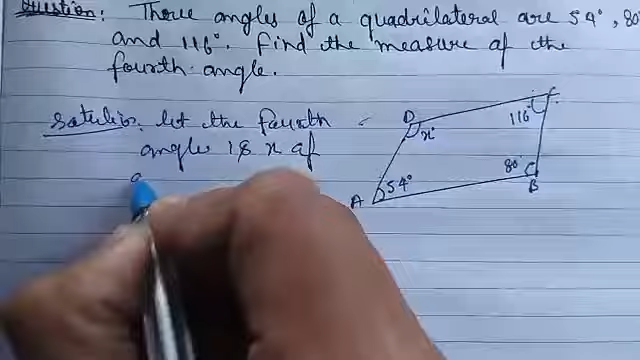 Question: Three angles of a quadrilateral are 54°, 80°
and 116°. Find the measure of the
fourth angle.
Solution: let the fourth
angle is x of
a
D
x°
C
116°
80°
B
A
54°